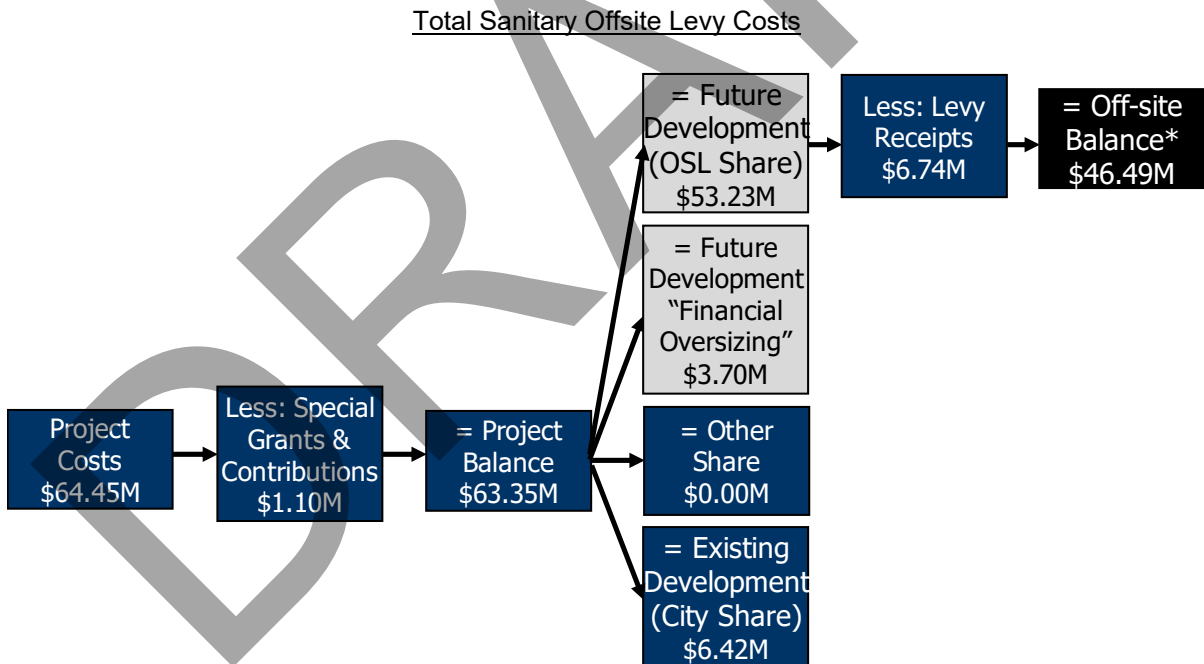 Total Sanitary Offsite Levy Costs
Project
Costs
$64.45M
Less: Special
Grants &
Contributions
$1.10M
= Project
Balance
$63.35M
= Future
Development
(OSL Share)
$53.23M
Less: Levy
Receipts
$6.74M
= Off-site
Balance*
$46.49M
= Future
Development
“Financial
Oversizing”
$3.70M
= Other
Share
$0.00M
= Existing
Development
(City Share)
$6.42M
DRA